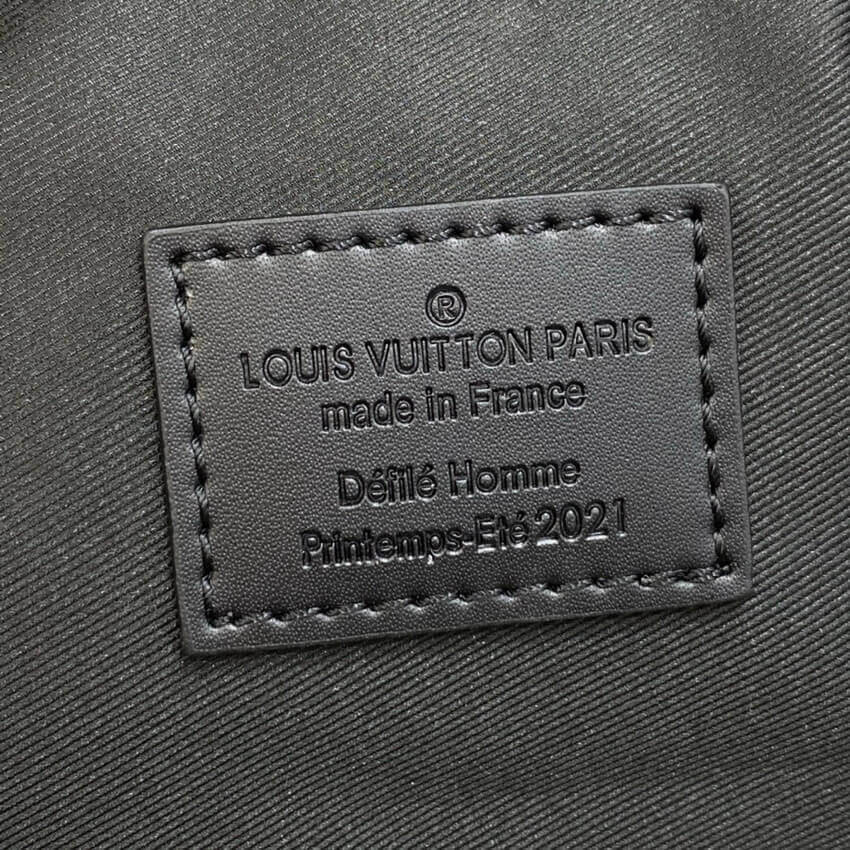 ®
LOUIS VUITTON PARIS
made in France
Défilé Homme
Printemps-Eté 2021